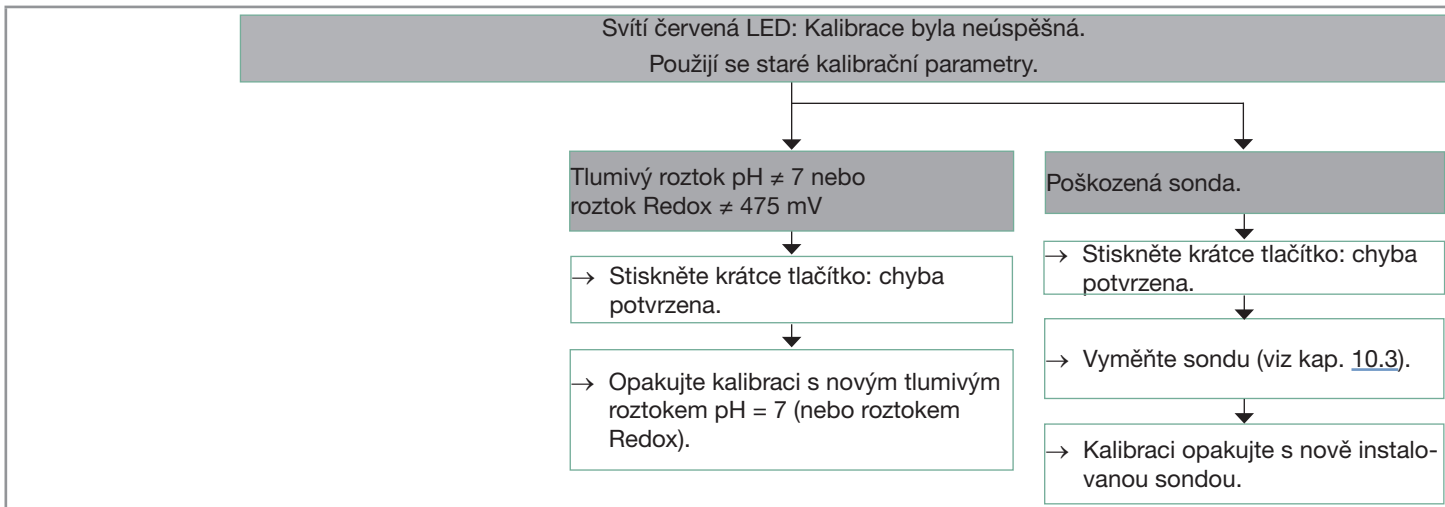 Svítí červená LED: Kalibrace byla neúspěšná.
Použijí se staré kalibrační parametry.
Tlumivý roztok pH ≠ 7 nebo
roztok Redox ≠ 475 mV
→ Stiskněte krátce tlačítko: chyba
potvrzena.
→ Opakujte kalibraci s novým tlumivým
roztokem pH = 7 (nebo roztokem
Redox).
Poškozená sonda.
→ Stiskněte krátce tlačítko: chyba
potvrzena.
→ Vyměňte sondu (viz kap. 10.3).
→ Kalibraci opakujte s nově instalo-
vanou sondou.